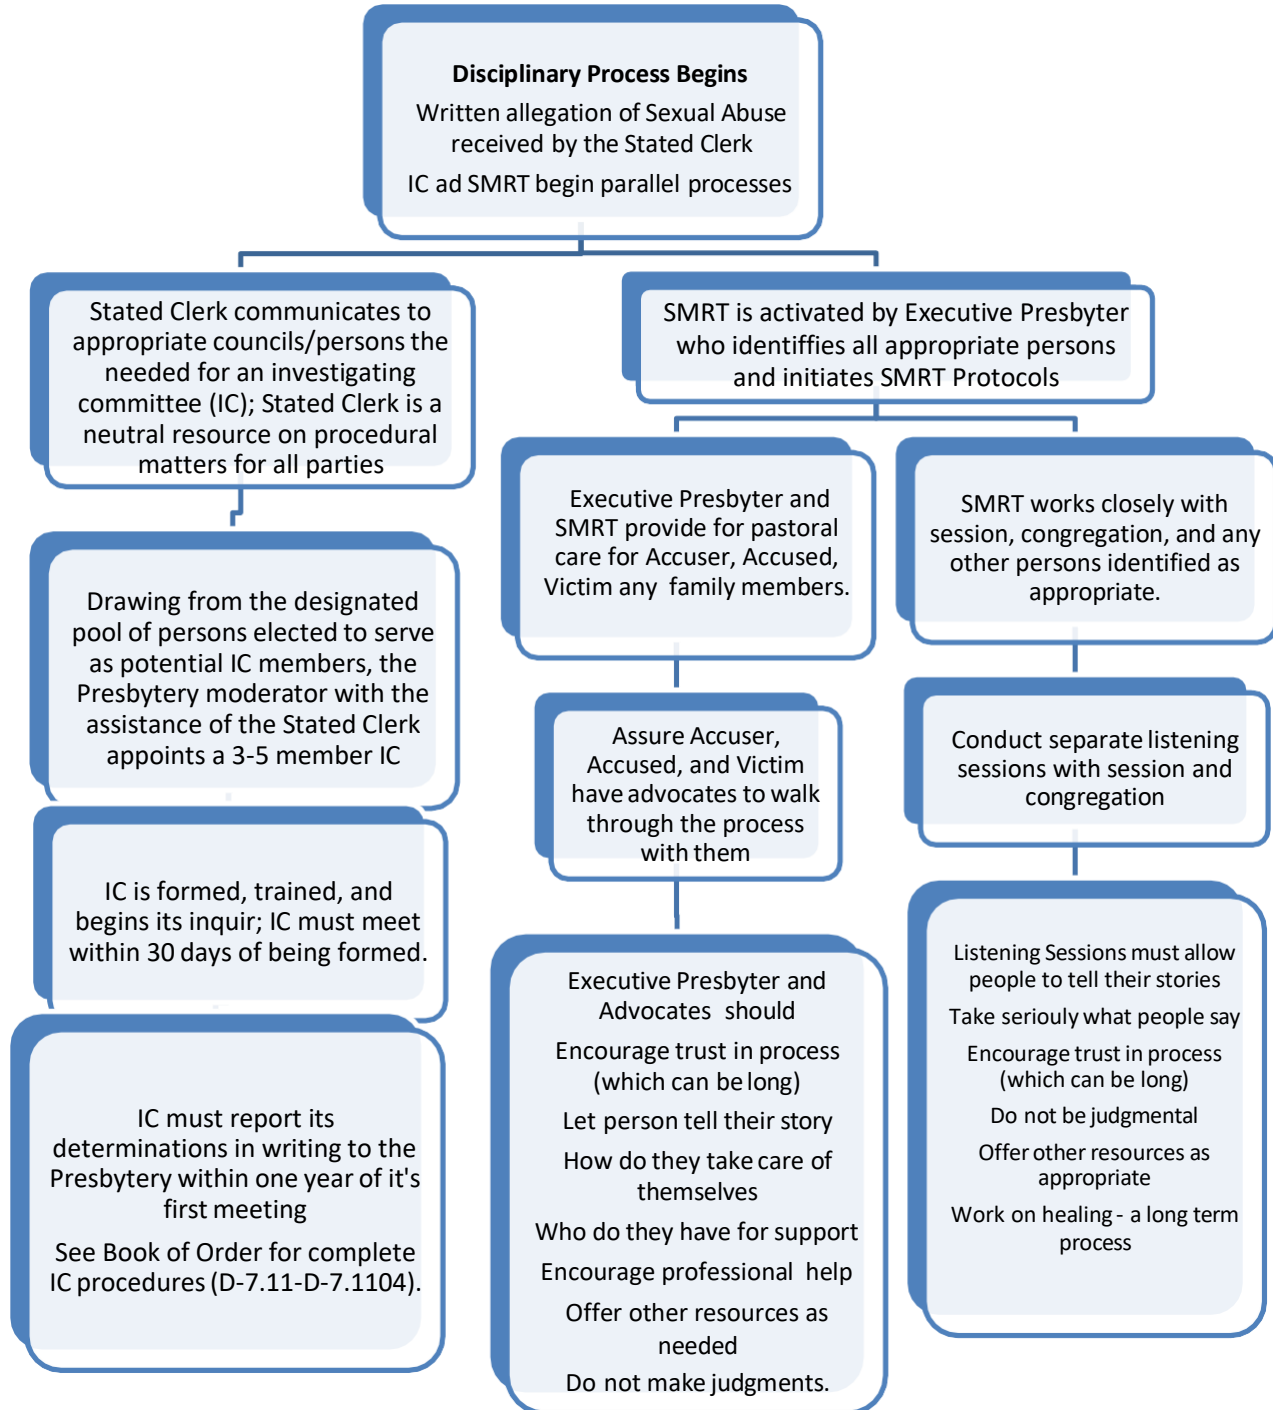 Disciplinary Process Begins
Written allegation of Sexual Abuse
received by the Stated Clerk
IC ad SMRT begin parallel processes
Stated Clerk communicates to
appropriate councils/persons the
needed for an investigating
committee (IC); Stated Clerk is a
neutral resource on procedural
matters for all parties
Drawing from the designated
pool of persons elected to serve
as potential IC members, the
Presbytery moderator with the
assistance of the Stated Clerk
appoints a 3-5 member IC
IC is formed, trained, and
begins its inquir; IC must meet
within 30 days of being formed.
IC must report its
determinations in writing to the
Presbytery within one year of it's
first meeting
See Book of Order for complete
IC procedures (D-7.11-D-7.1104).
SMRT is activated by Executive Presbyter
who identiffies all appropriate persons
and initiates SMRT Protocols
Executive Presbyter and
SMRT provide for pastoral
care for Accuser, Accused,
Victim any family members.
Assure Accuser,
Accused, and Victim
have advocates to walk
through the process
with them
Executive Presbyter and
Advocates should
Encourage trust in process
(which can be long)
Let person tell their story
How do they take care of
themselves
Who do they have for support
Encourage professional help
Offer other resources as
needed
Do not make judgments.
SMRT works closely with
session, congregation, and any
other persons identified as
appropriate.
Conduct separate listening
sessions with session and
congregation
Listening Sessions must allow
people to tell their stories
Take seriouly what people say
Encourage trust in process
(which can be long)
Do not be judgmental
Offer other resources as
appropriate
Work on healing - a long term
process